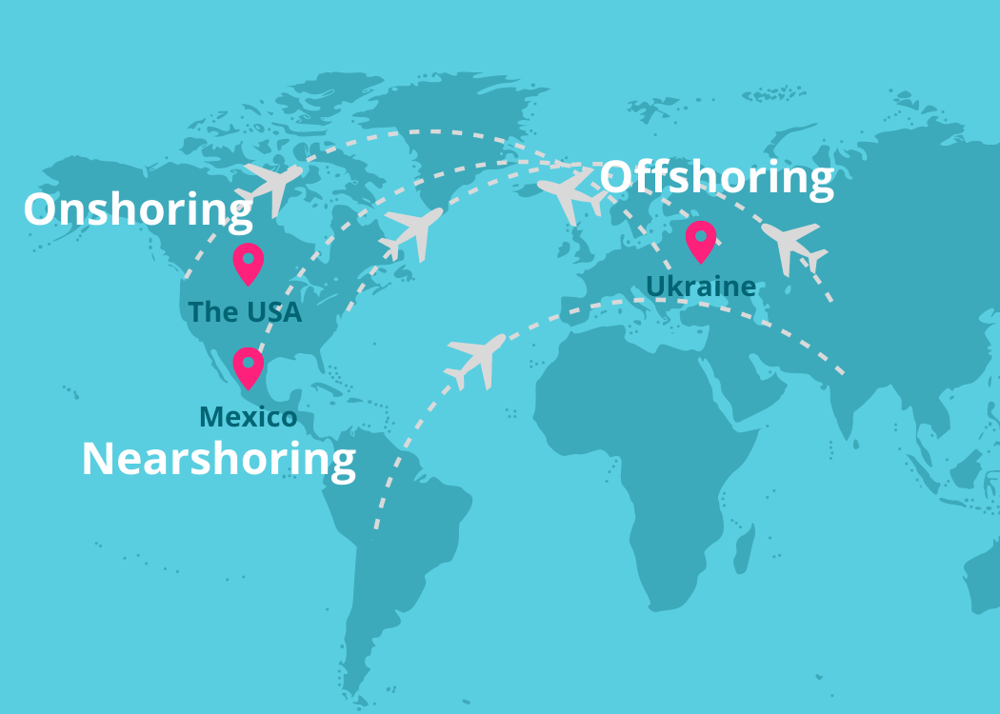 Offshoring
Onshoring
Ukraine
The USA
Mexico
Nearshoring